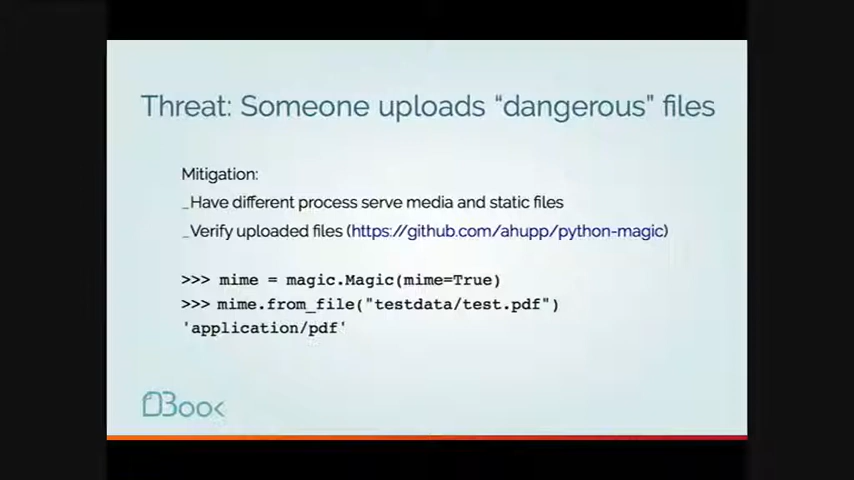 Threat: Someone uploads “dangerous” files
Mitigation:
_Have different process serve media and static files
_Verify uploaded files (https://github.com/ahupp/python-magic)
>>> mime = magic.Magic(mime=True)
>>> mime.from_file("testdata/test.pdf")
'application/pdf'
DBook